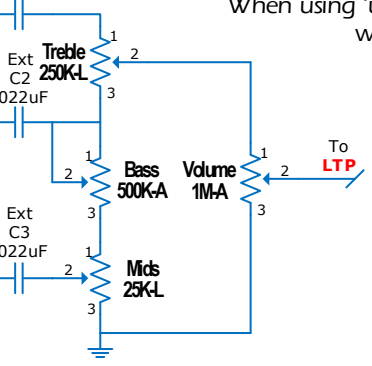 When using
w
1
Treble
250K-L
2
3
Ext
C2
022uF
1
2
3
Bass
500K-A
Volume
1M-A
1
2
3
To
LTP
Ext
C3
022uF
1
2
3
Mids
25K-L